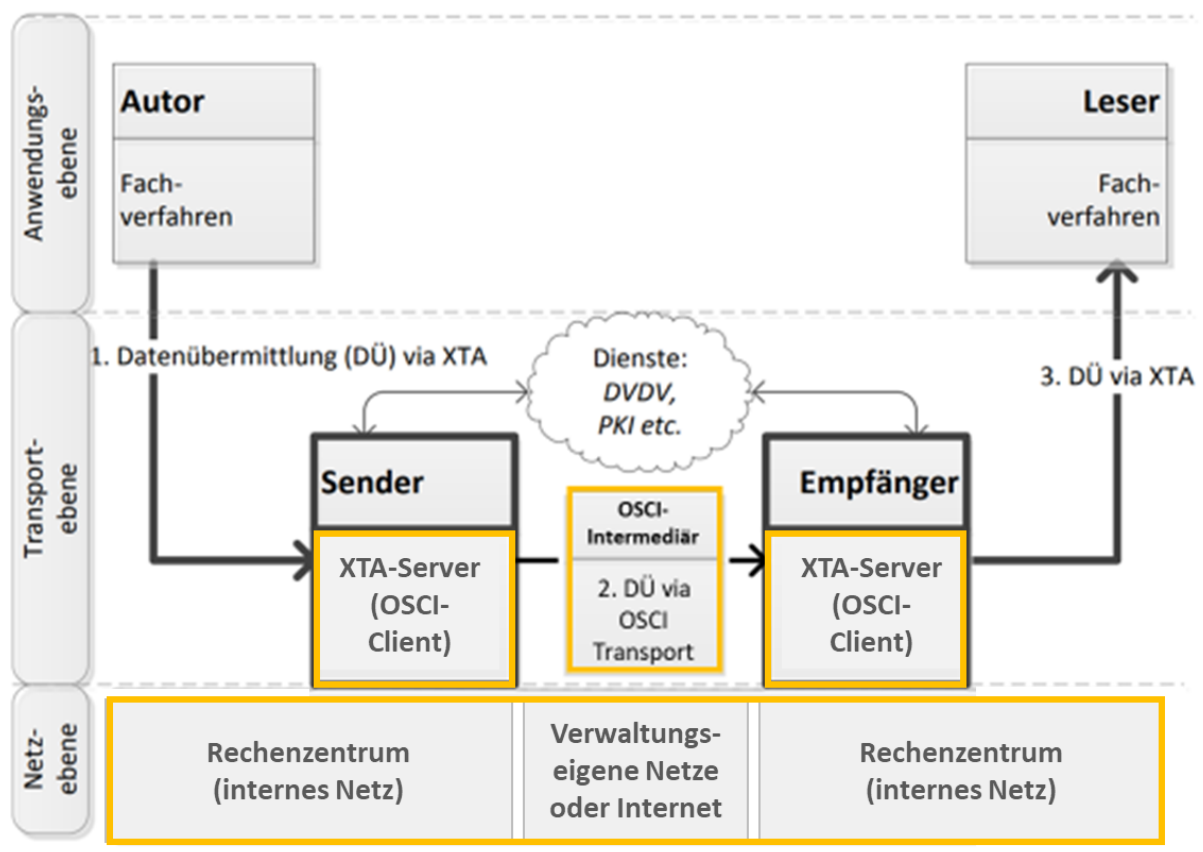 Anwendungs-
ebene
Autor
Fach-
verfahren
Leser
Fach-
verfahren
Transport-
ebene
1. Datenübermittlung (DÜ) via XTA
Dienste:
DVDV,
PKI etc.
3. DÜ via XTA
Sender
XTA-Server
(OSCI-
Client)
OSCI-
Intermediär
2. DÜ via
OSCI
Transport
Empfänger
XTA-Server
(OSCI-
Client)
Netz-
ebene
Rechenzentrum
(internes Netz)
Verwaltungs-
eigene Netze
oder Internet
Rechenzentrum
(internes Netz)